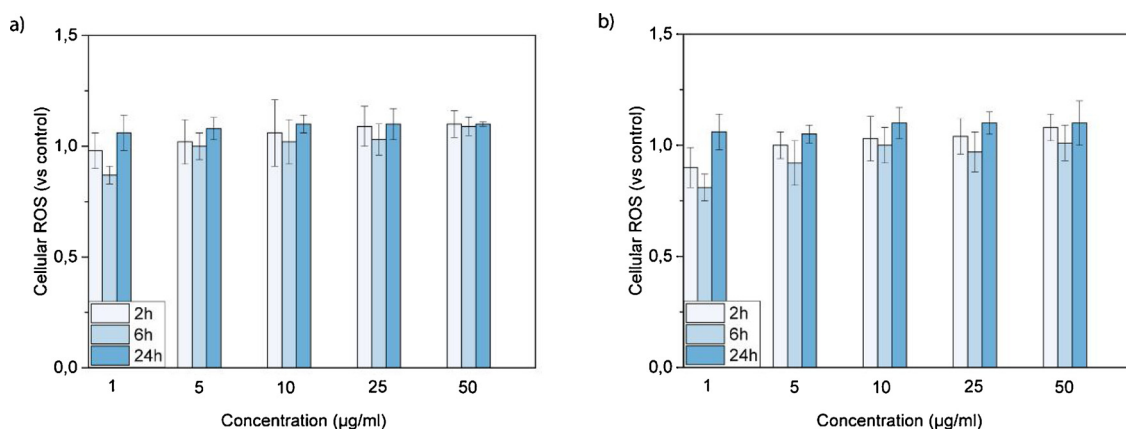 a)
1,5
1,0
0,5
0,0
Cellular ROS (vs control)
2h
6h
24h
1 5 10 25 50
Concentration (µg/ml)
b)
1,5
1,0
0,5
0,0
Cellular ROS (vs control)
2h
6h
24h
1 5 10 25 50
Concentration (µg/ml)